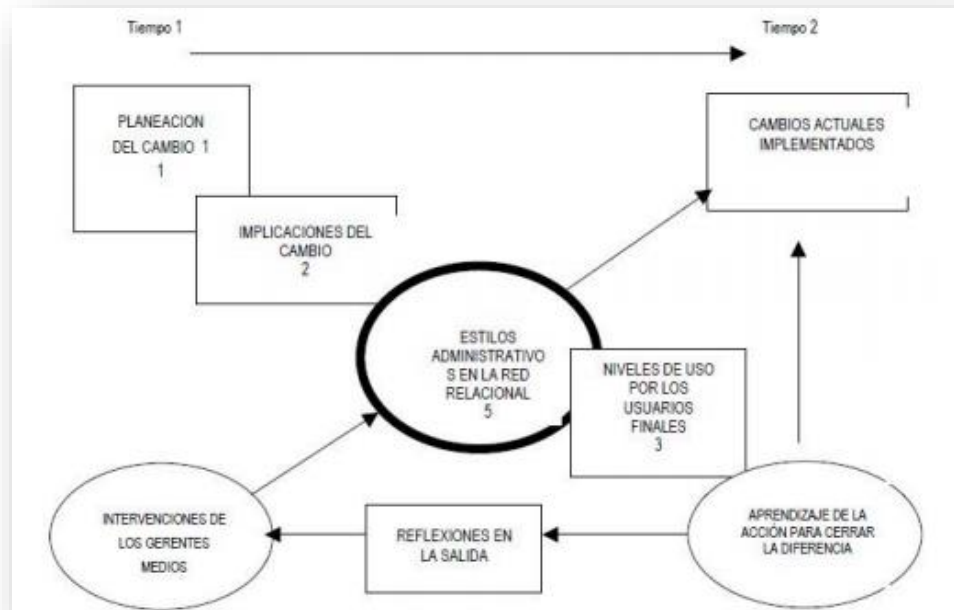 Tiempo 1
Tiempo 2
PLANEACION
DEL CAMBIO 1
1
CAMBIOS ACTUALES
IMPLEMENTADOS
IMPLICACIONES DEL
CAMBIO
2
ESTILOS
ADMINISTRATIVO
S EN LA RED
RELACIONAL
5
NIVELES DE USO
POR LOS
USUARIOS
FINALES
3
INTERVENCIONES DE
LOS GERENTES
MEDIOS
REFLEXIONES EN
LA SALIDA
APRENDIZAJE DE LA
ACCIÓN PARA CERRAR
LA DIFERENCIA